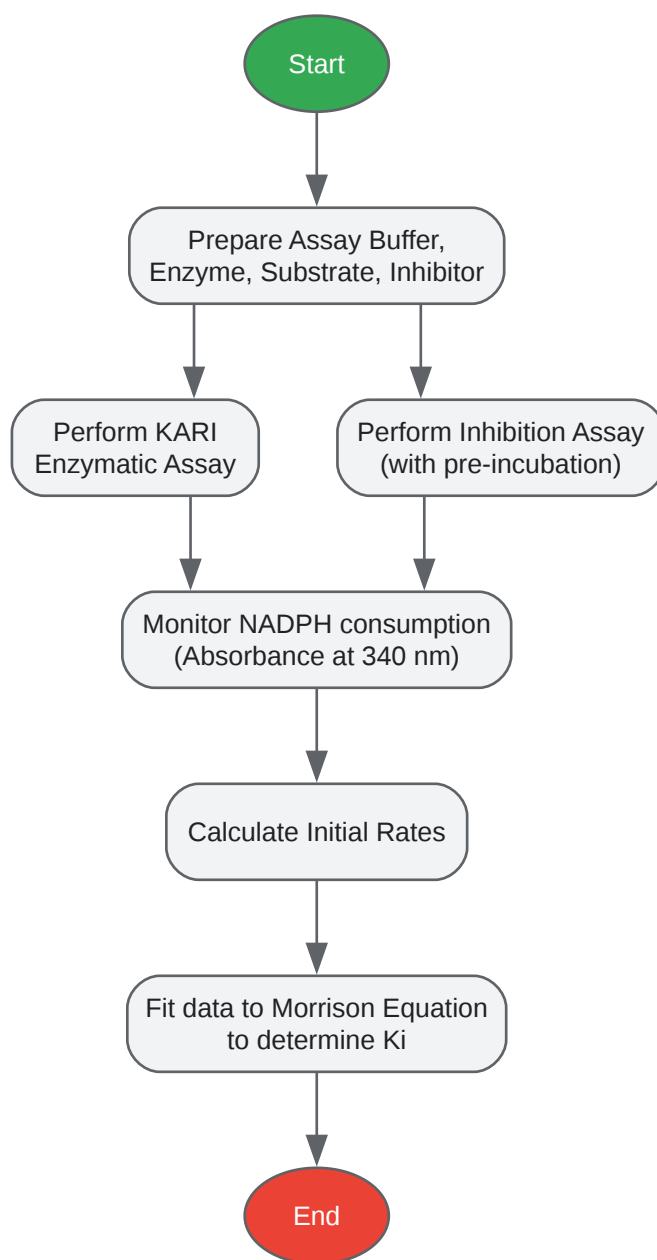 Start
Prepare Assay Buffer,
Enzyme, Substrate, Inhibitor
Perform KARI
Enzymatic Assay
Perform Inhibition Assay
(with pre-incubation)
Monitor NADPH consumption
(Absorbance at 340 nm)
Calculate Initial Rates
Fit data to Morrison Equation
to determine Ki
End